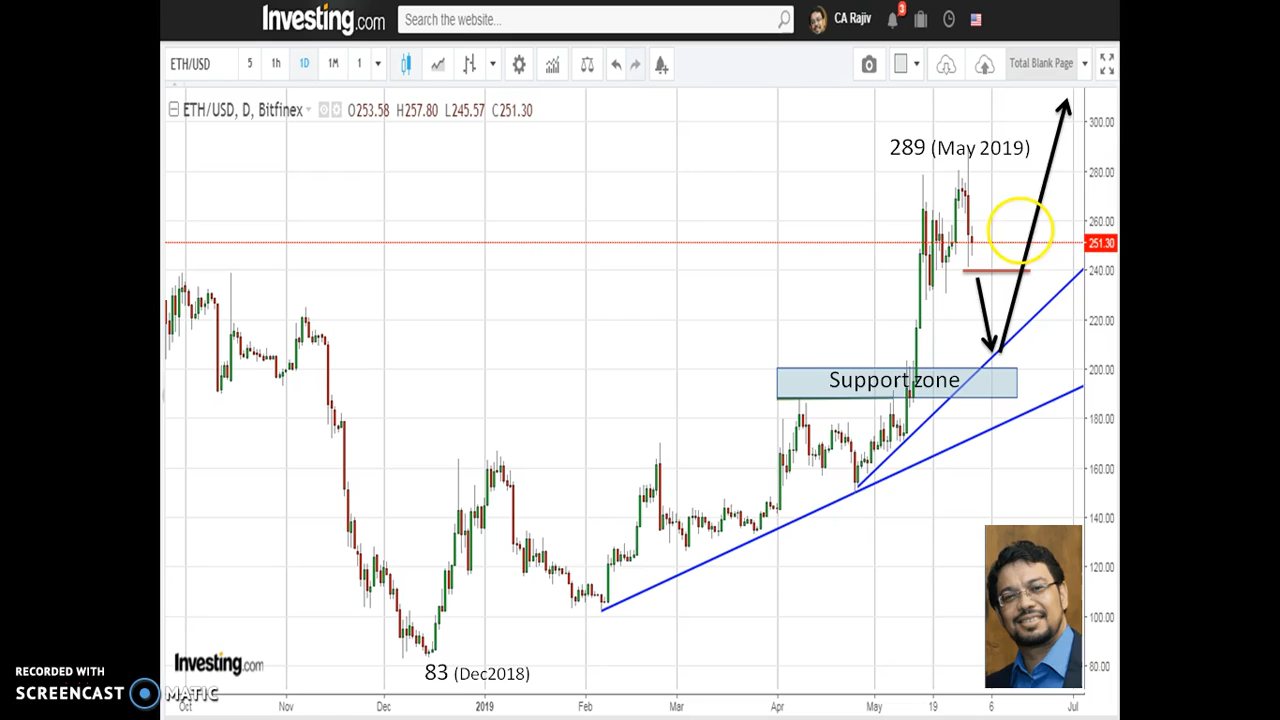 Investing.com
Search the website...
CA Rajiv
3
ETH/USD
5
1h
1D
1M
1
Total Blank Page
ETH/USD, D, Bitfinex
O253.58 H257.80 L245.57 C251.30
300.00
289 (May 2019)
280.00
260.00
251.30
240.00
220.00
200.00
Support zone
180.00
160.00
140.00
120.00
100.00
80.00
Investing.com
83 (Dec2018)
RECORDED WITH
SCREENCAST MATIC
Oct Nov Dec 2019 Feb Mar Apr May 19 6 Jul